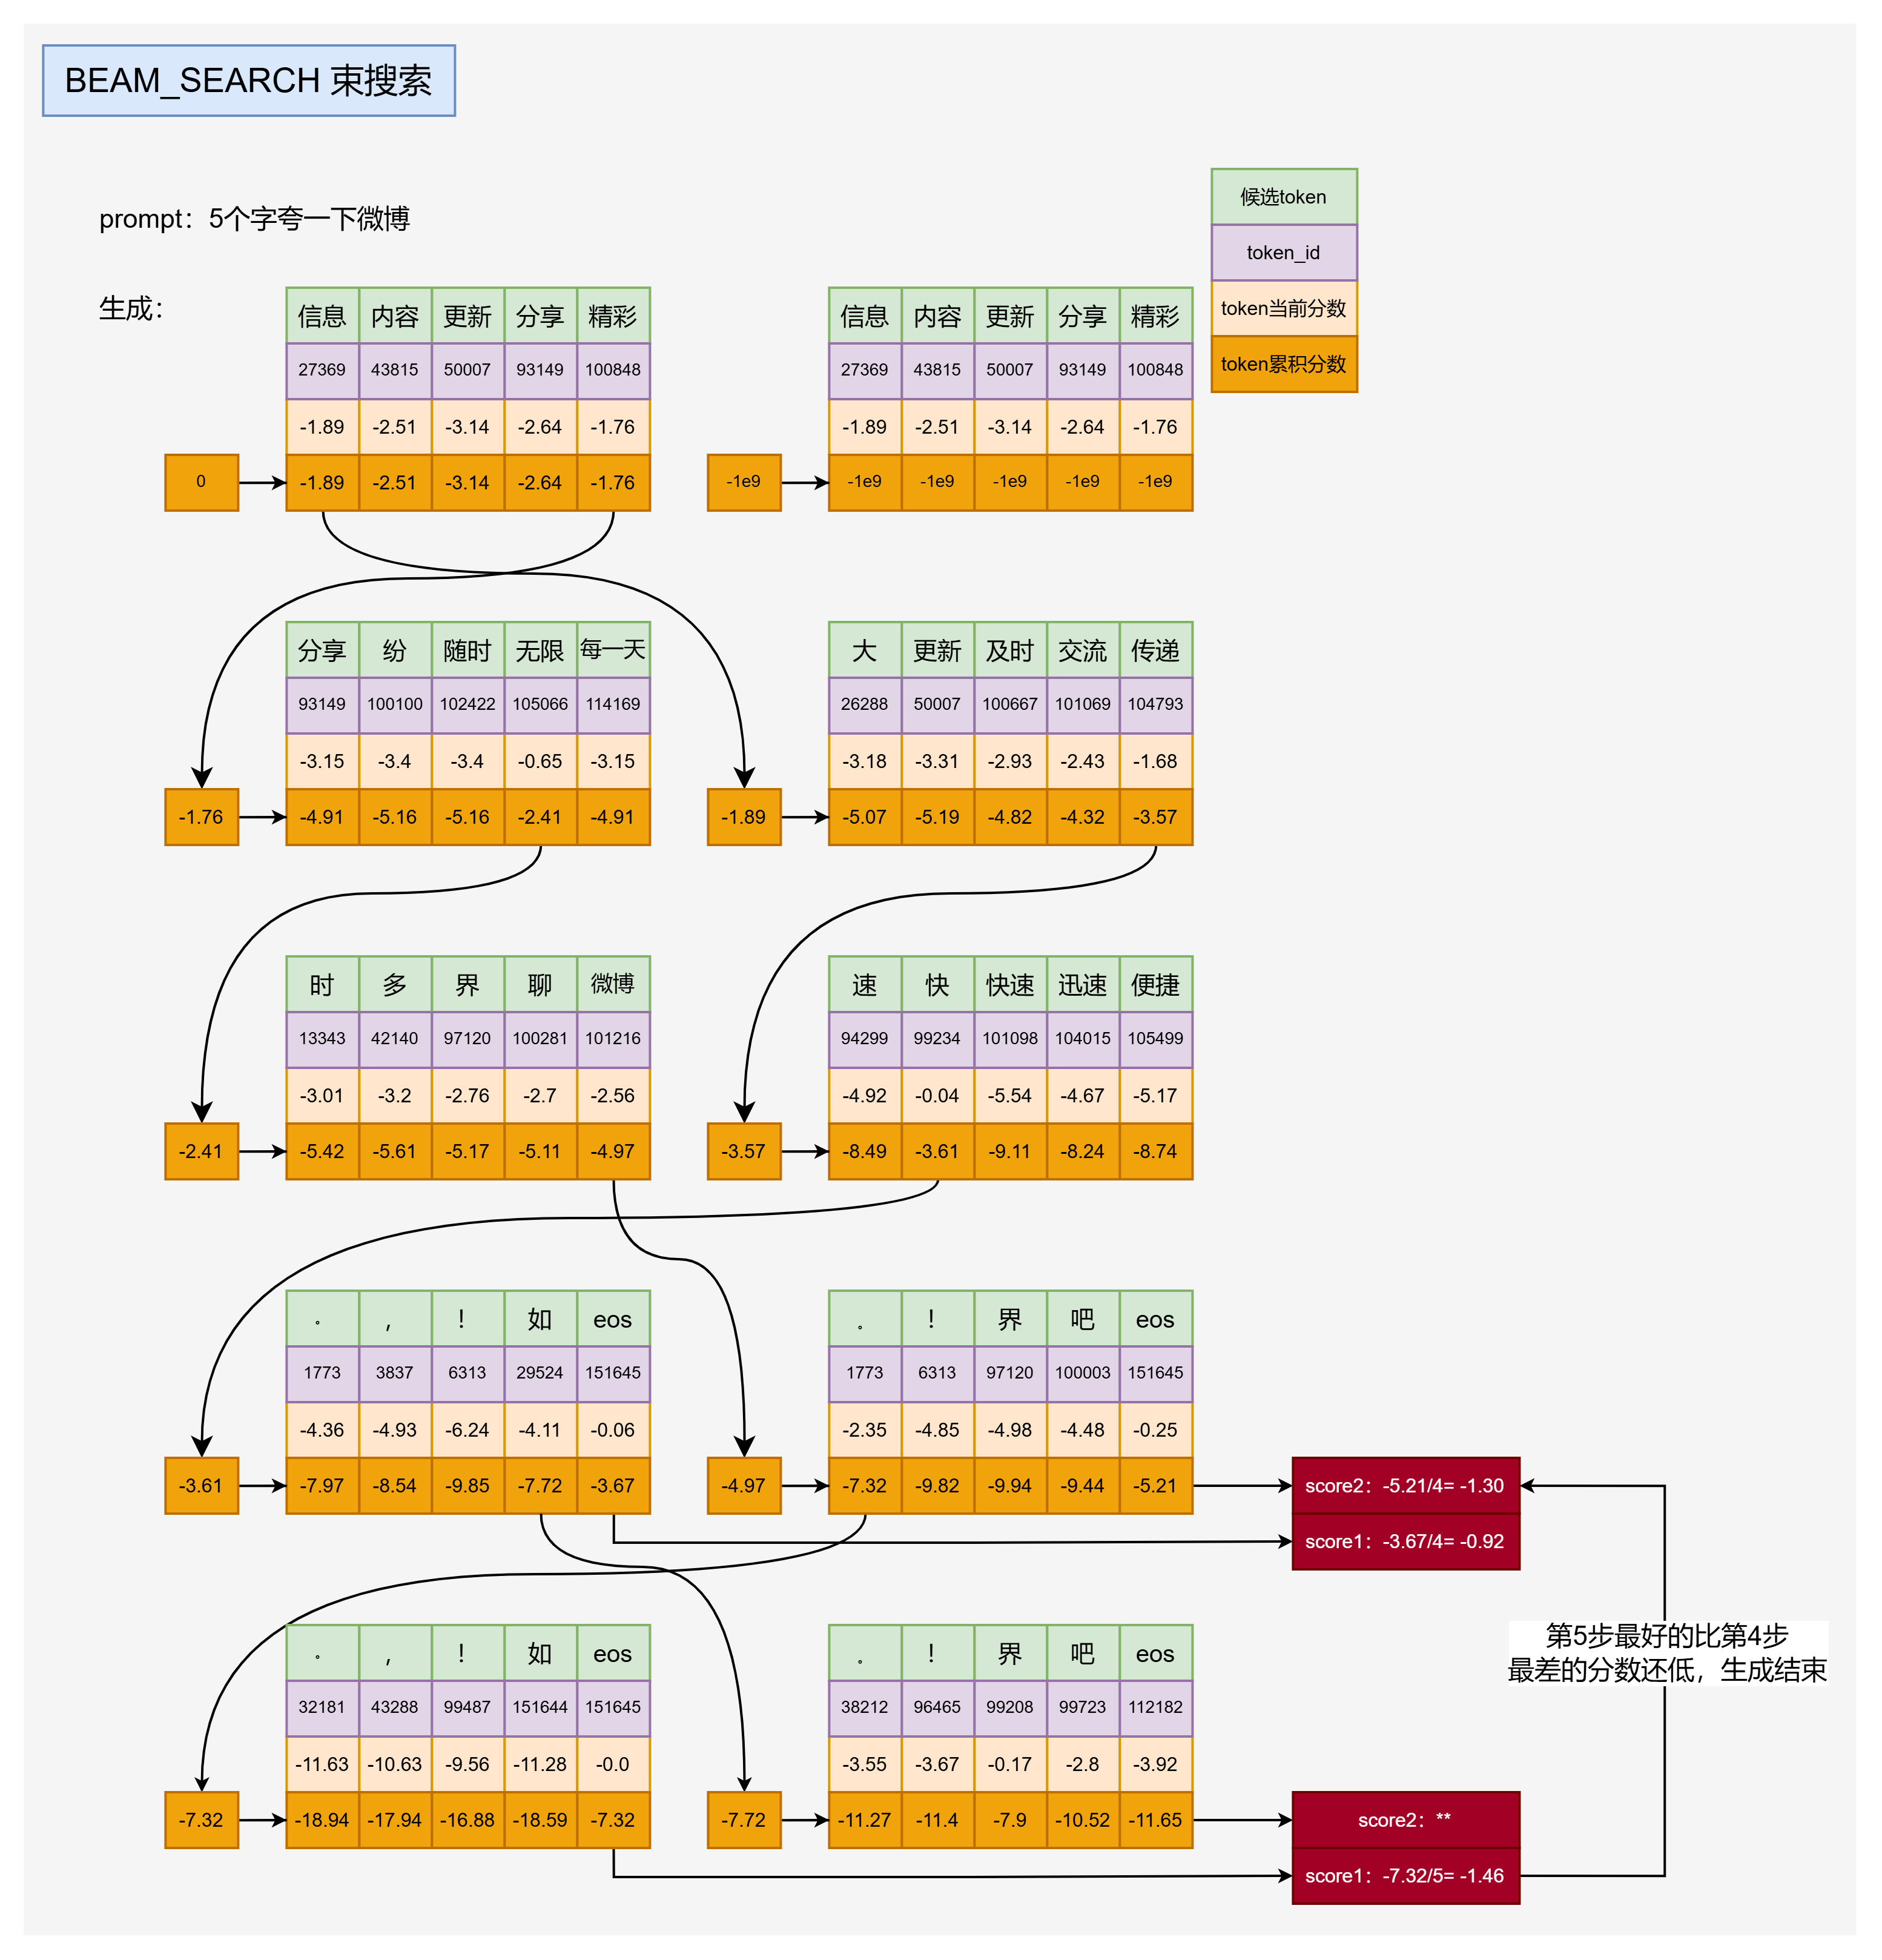 BEAM_SEARCH 束搜索
prompt：5个字夸一下微博
生成：
候选token
token_id
token当前分数
token累积分数
信息 内容 更新 分享 精彩
27369 43815 50007 93149 100848
-1.89 -2.51 -3.14 -2.64 -1.76
0 -1.89 -2.51 -3.14 -2.64 -1.76
信息 内容 更新 分享 精彩
27369 43815 50007 93149 100848
-1.89 -2.51 -3.14 -2.64 -1.76
-1e9 -1e9 -1e9 -1e9 -1e9 -1e9
分享 纷 随时 无限 每一天
93149 100100 102422 105066 114169
-3.15 -3.4 -3.4 -0.65 -3.15
-1.76 -4.91 -5.16 -5.16 -2.41 -4.91
大 更新 及时 交流 传递
26288 50007 100667 101069 104793
-3.18 -3.31 -2.93 -2.43 -1.68
-1.89 -5.07 -5.19 -4.82 -4.32 -3.57
时 多 界 聊 微博
13343 42140 97120 100281 101216
-3.01 -3.2 -2.76 -2.7 -2.56
-2.41 -5.42 -5.61 -5.17 -5.11 -4.97
速 快 快速 迅速 便捷
94299 99234 101098 104015 105499
-4.92 -0.04 -5.54 -4.67 -5.17
-3.57 -8.49 -3.61 -9.11 -8.24 -8.74
。 ， ！ 如 eos
1773 3837 6313 29524 151645
-4.36 -4.93 -6.24 -4.11 -0.06
-3.61 -7.97 -8.54 -9.85 -7.72 -3.67
。 ！ 界 吧 eos
1773 6313 97120 100003 151645
-2.35 -4.85 -4.98 -4.48 -0.25
-4.97 -7.32 -9.82 -9.94 -9.44 -5.21
score2：-5.21/4= -1.30
score1：-3.67/4= -0.92
第5步最好的比第4步
最差的分数还低，生成结束
。 ， ！ 如 eos
32181 43288 99487 151644 151645
-11.63 -10.63 -9.56 -11.28 -0.0
-7.32 -18.94 -17.94 -16.88 -18.59 -7.32
。 ！ 界 吧 eos
38212 96465 99208 99723 112182
-3.55 -3.67 -0.17 -2.8 -3.92
-7.72 -11.27 -11.4 -7.9 -10.52 -11.65
score2：**
score1：-7.32/5= -1.46